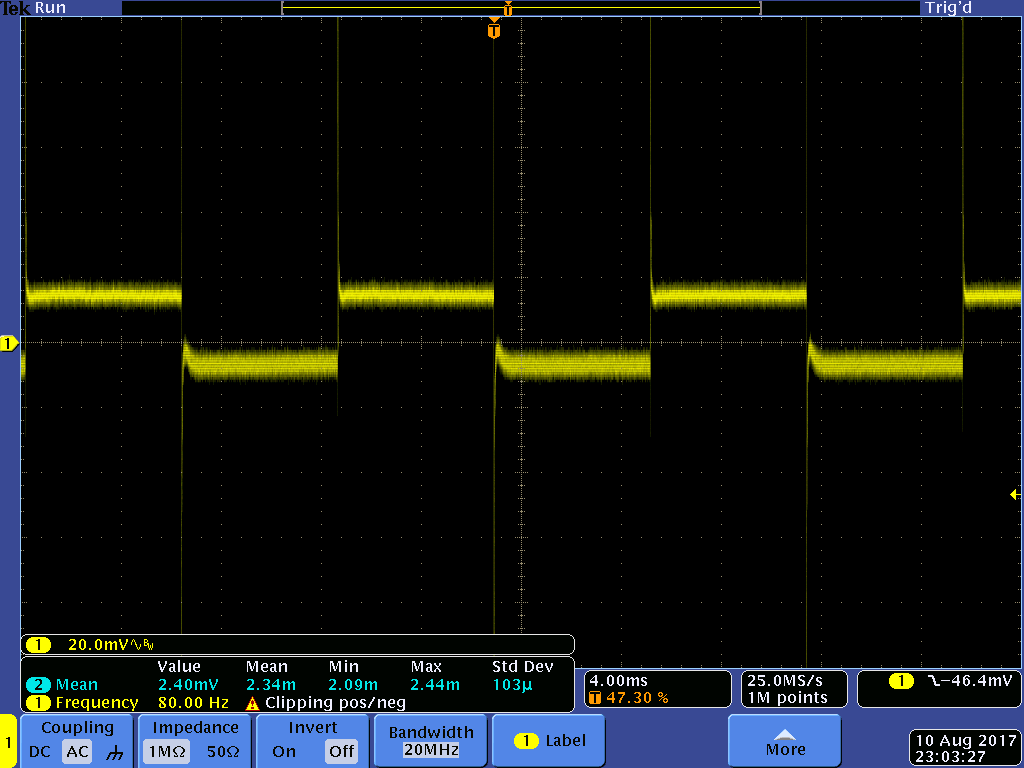 Tek Run Trig'd
T
T
1
1 20.0mV Bw
Value Mean Min Max Std Dev
2 Mean 2.40mV 2.34m 2.09m 2.44m 103µ
1 Frequency 80.00 Hz Clipping pos/neg
4.00ms
T 47.30 %
25.0MS/s
1M points
1 -46.4mV
1
Coupling
DC AC
Impedance
1MΩ 50Ω
Invert
On Off
Bandwidth
20MHz
1 Label
More
10 Aug 2017
23:03:27